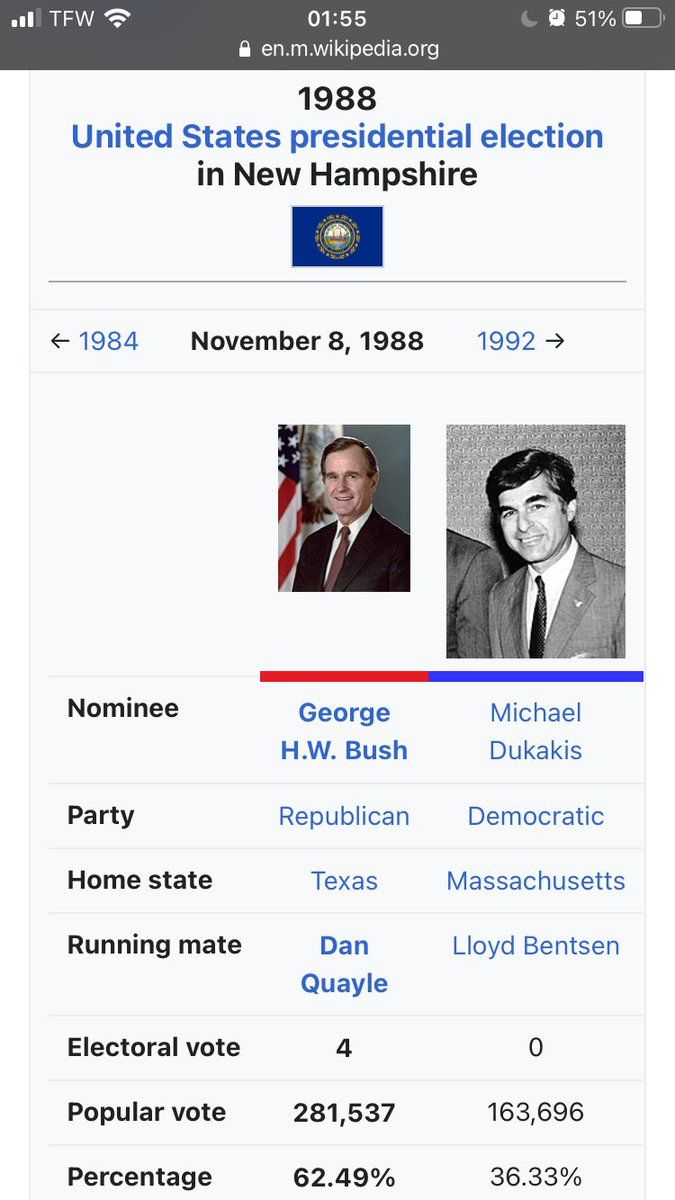 TFW 01:55 51%
en.m.wikipedia.org
1988
United States presidential election
in New Hampshire
← 1984 November 8, 1988 1992 →
Nominee George H.W. Bush Michael Dukakis
Party Republican Democratic
Home state Texas Massachusetts
Running mate Dan Quayle Lloyd Bentsen
Electoral vote 4 0
Popular vote 281,537 163,696
Percentage 62.49% 36.33%